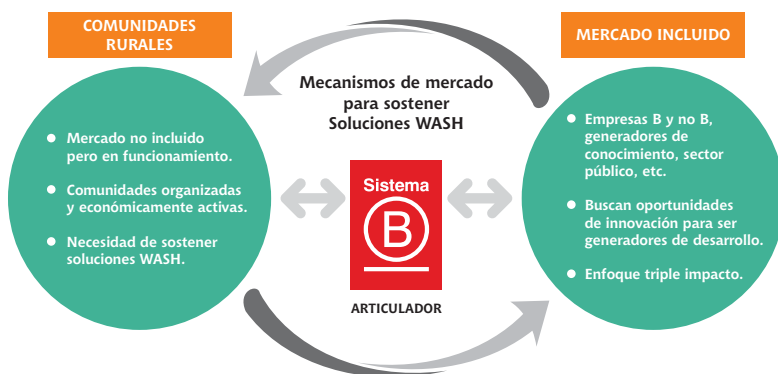 COMUNIDADES
RURALES
● Mercado no incluido
pero en funcionamiento.
● Comunidades organizadas
y económicamente activas.
● Necesidad de sostener
soluciones WASH.
Mecanismos de mercado
para sostener
Soluciones WASH
Sistema
B
ARTICULADOR
MERCADO INCLUIDO
● Empresas B y no B,
generadores de
conocimiento, sector
público, etc.
● Buscan oportunidades
de innovación para ser
generadores de desarrollo.
● Enfoque triple impacto.